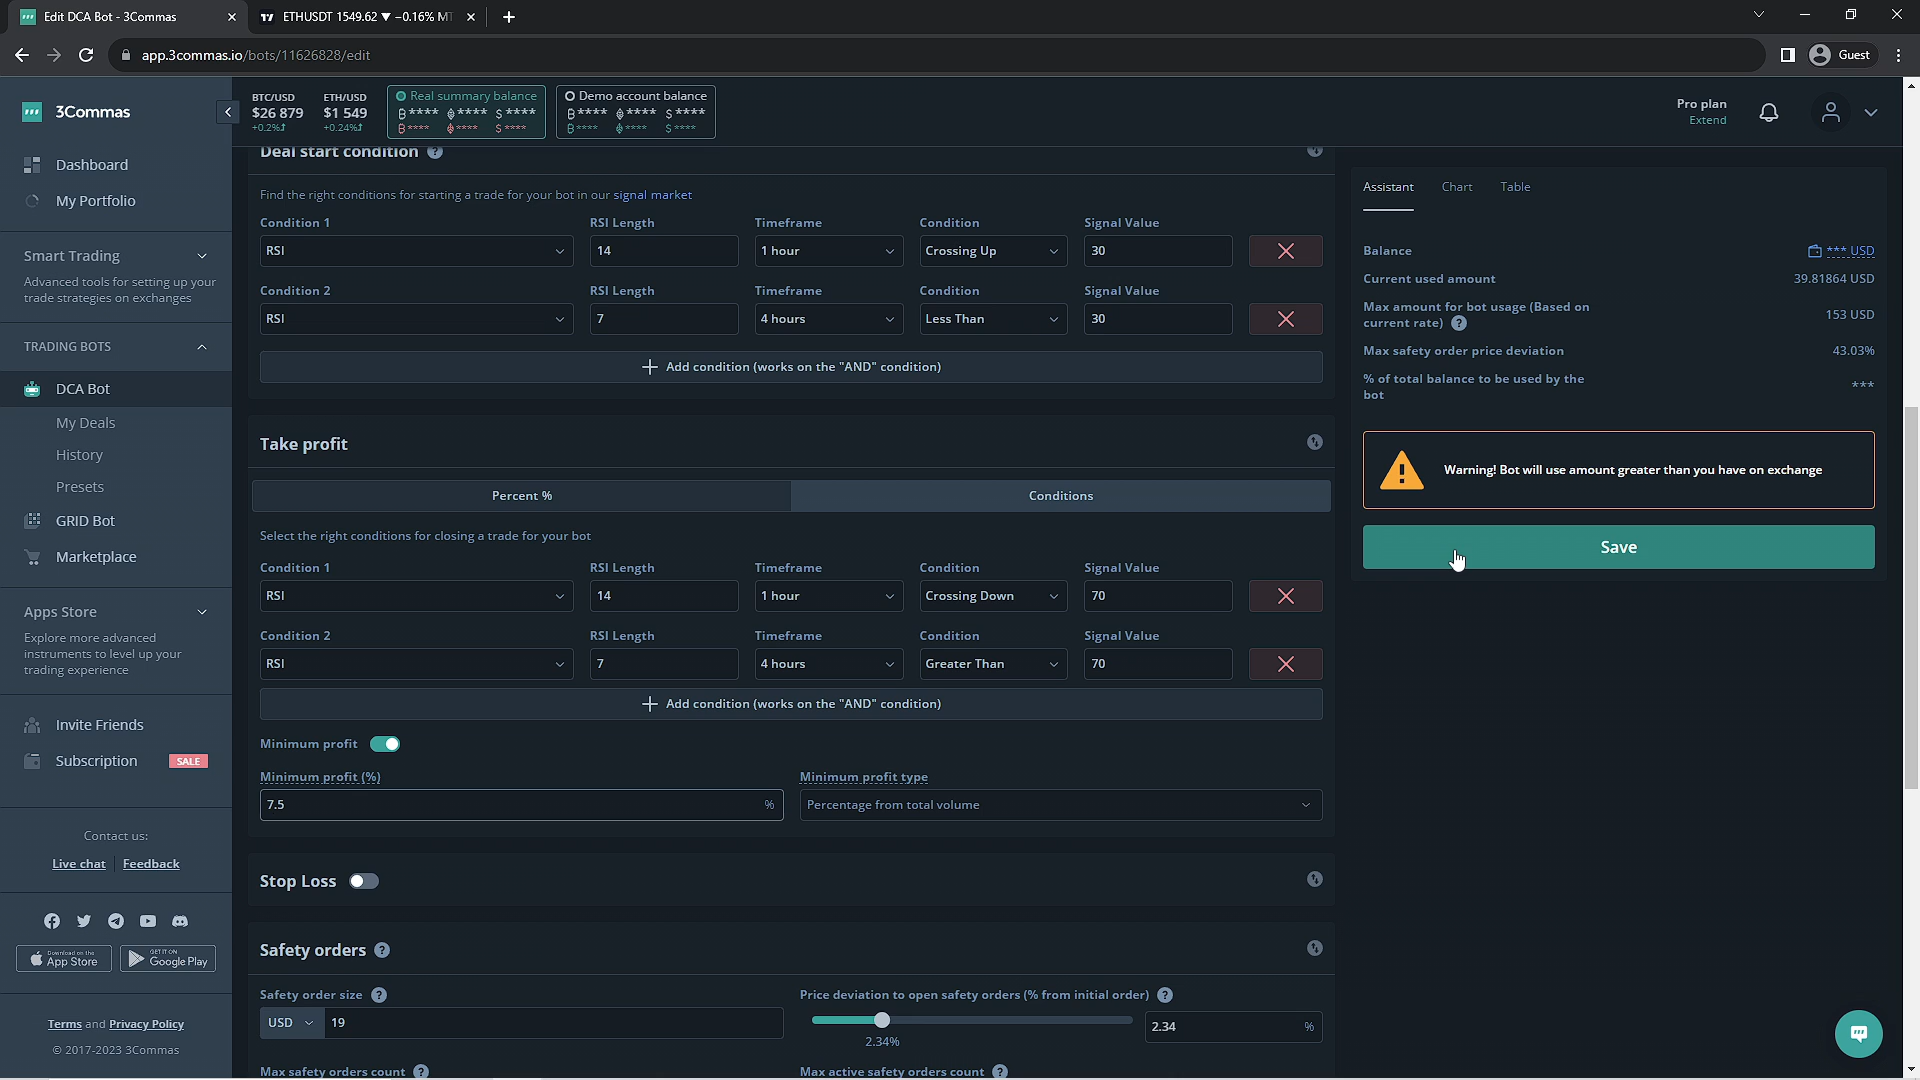 Edit DCA Bot - 3Commas
ETHUSDT 1549.62 ▼ −0.16%
app.3commas.io/bots/11626828/edit
Guest
3Commas
BTC/USD
$26 879
+0.2%
ETH/USD
$1 549
+0.24%
Real summary balance
**** **** $ ****
**** **** $ ****
Demo account balance
**** **** $ ****
**** **** $ ****
Pro plan
Extend
Dashboard
My Portfolio
Smart Trading
Advanced tools for setting up your
trade strategies on exchanges
TRADING BOTS
DCA Bot
My Deals
History
Presets
GRID Bot
Marketplace
Apps Store
Explore more advanced
instruments to level up your
trading experience
Invite Friends
Subscription SALE
Contact us:
Live chat Feedback
Download on the App Store
GET IT ON Google Play
Terms and Privacy Policy
© 2017-2023 3Commas
Deal start condition ?
Find the right conditions for starting a trade for your bot in our signal market
Condition 1 RSI Length Timeframe Condition Signal Value
RSI 14 1 hour Crossing Up 30
Condition 2 RSI Length Timeframe Condition Signal Value
RSI 7 4 hours Less Than 30
+ Add condition (works on the "AND" condition)
Take profit
Percent % Conditions
Select the right conditions for closing a trade for your bot
Condition 1 RSI Length Timeframe Condition Signal Value
RSI 14 1 hour Crossing Down 70
Condition 2 RSI Length Timeframe Condition Signal Value
RSI 7 4 hours Greater Than 70
+ Add condition (works on the "AND" condition)
Minimum profit
Minimum profit (%) Minimum profit type
7.5 % Percentage from total volume
Stop Loss
Safety orders ?
Safety order size ? Price deviation to open safety orders (% from initial order) ?
USD 19 2.34 %
2.34%
Max safety orders count ? Max active safety orders count ?
Assistant Chart Table
Balance *** USD
Current used amount 39.81864 USD
Max amount for bot usage (Based on
current rate) ? 153 USD
Max safety order price deviation 43.03%
% of total balance to be used by the
bot ***
Warning! Bot will use amount greater than you have on exchange
Save